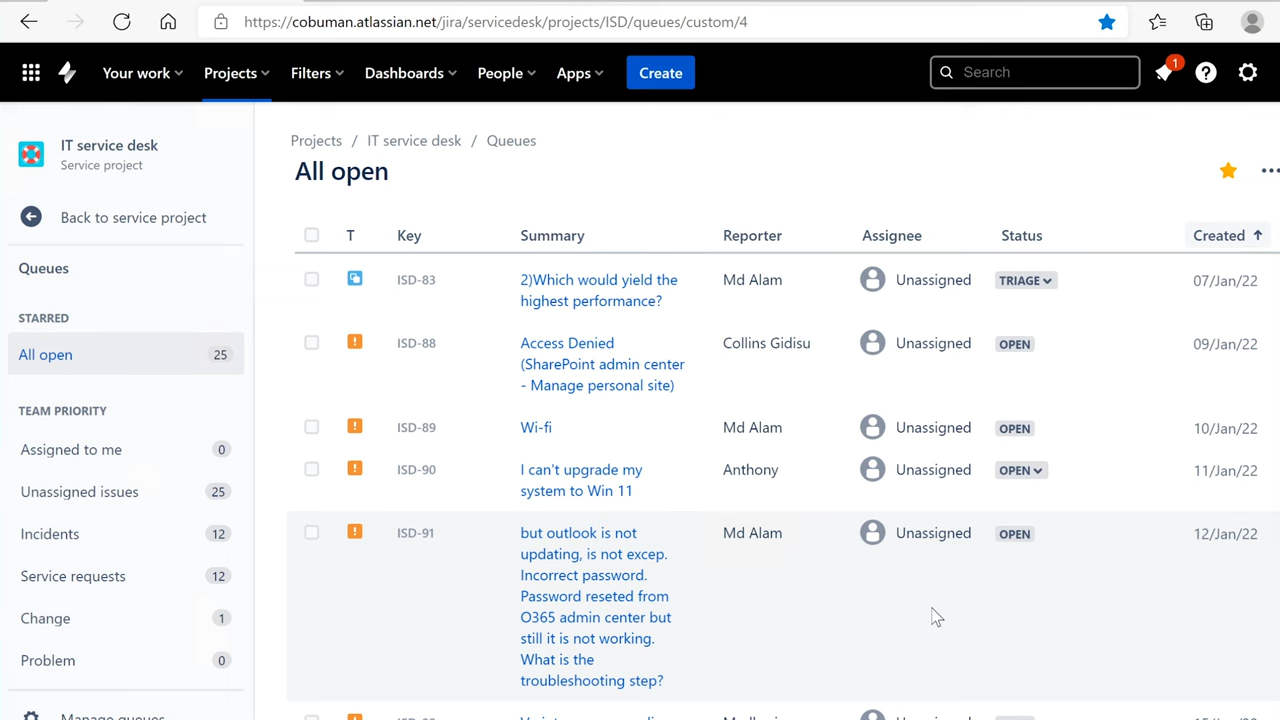 https://cobuman.atlassian.net/jira/servicedesk/projects/ISD/queues/custom/4
Your work Projects Filters Dashboards People Apps Create Search 1
IT service desk
Service project
Back to service project
Queues
STARRED
All open 25
TEAM PRIORITY
Assigned to me 0
Unassigned issues 25
Incidents 12
Service requests 12
Change 1
Problem 0
Manage queues
Projects / IT service desk / Queues
All open
T Key Summary Reporter Assignee Status Created
ISD-83 2)Which would yield the Md Alam Unassigned TRIAGE 07/Jan/22
highest performance?
ISD-88 Access Denied Collins Gidisu Unassigned OPEN 09/Jan/22
(SharePoint admin center
- Manage personal site)
ISD-89 Wi-fi Md Alam Unassigned OPEN 10/Jan/22
ISD-90 I can't upgrade my Anthony Unassigned OPEN 11/Jan/22
system to Win 11
ISD-91 but outlook is not Md Alam Unassigned OPEN 12/Jan/22
updating, is not excep.
Incorrect password.
Password reseted from
O365 admin center but
still it is not working.
What is the
troubleshooting step?